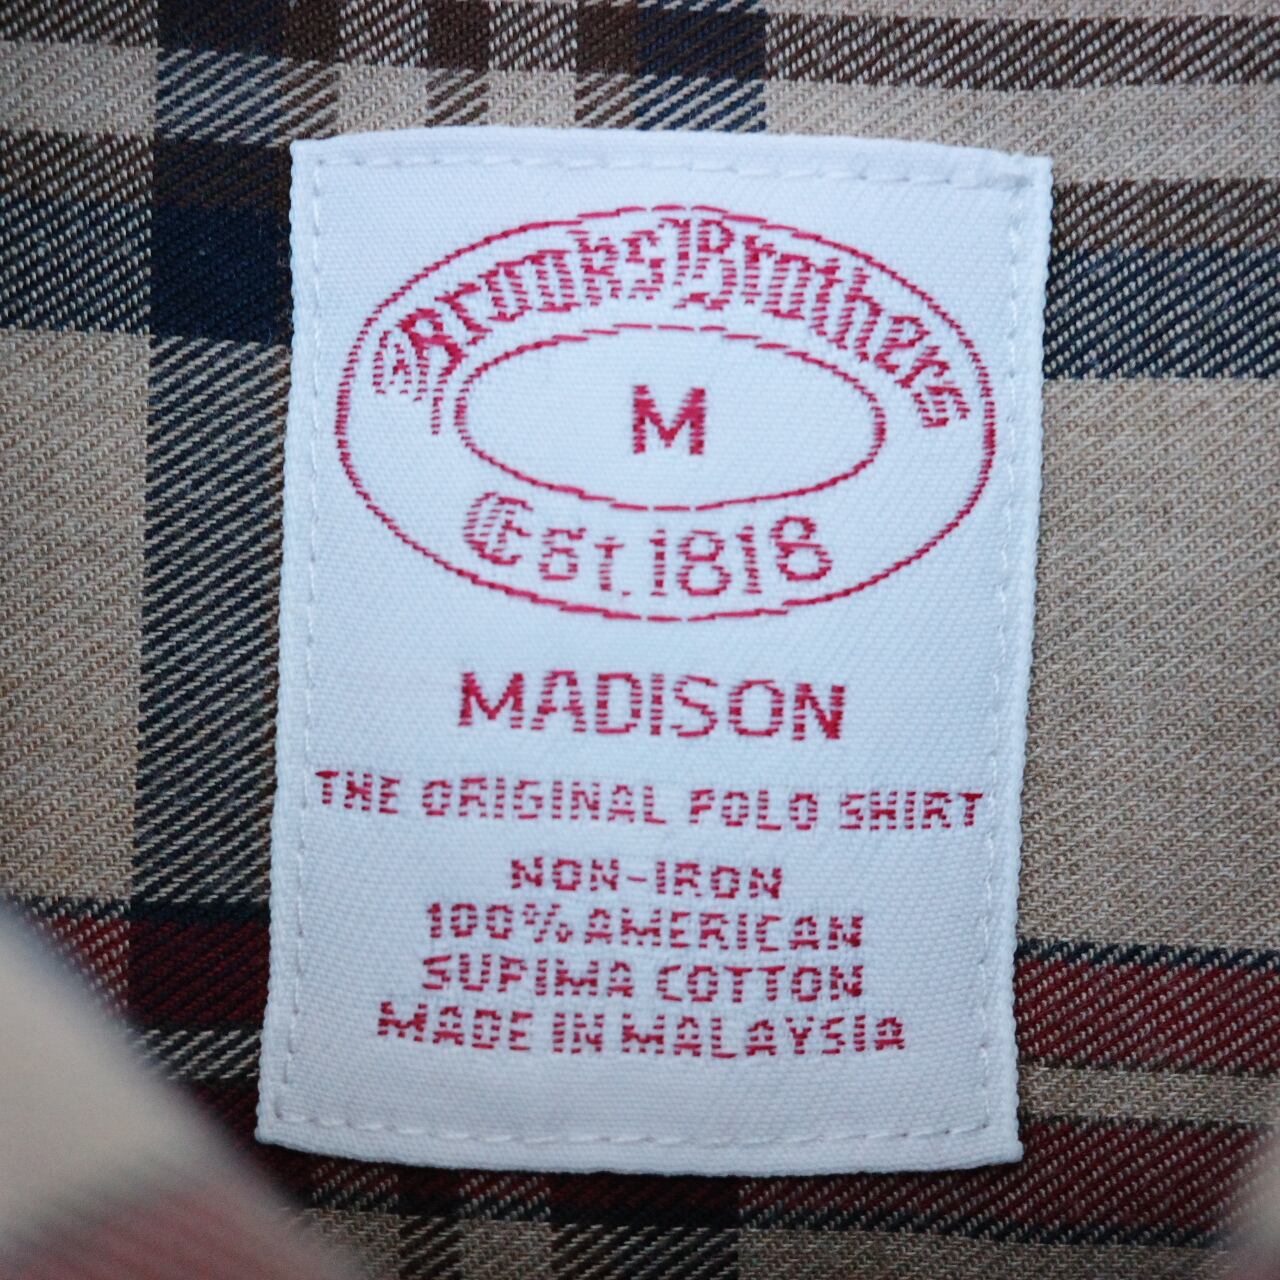 Brooks Brothers
M
Est. 1818
MADISON
THE ORIGINAL POLO SHIRT
NON-IRON
100% AMERICAN
SUPIMA COTTON
MADE IN MALAYSIA